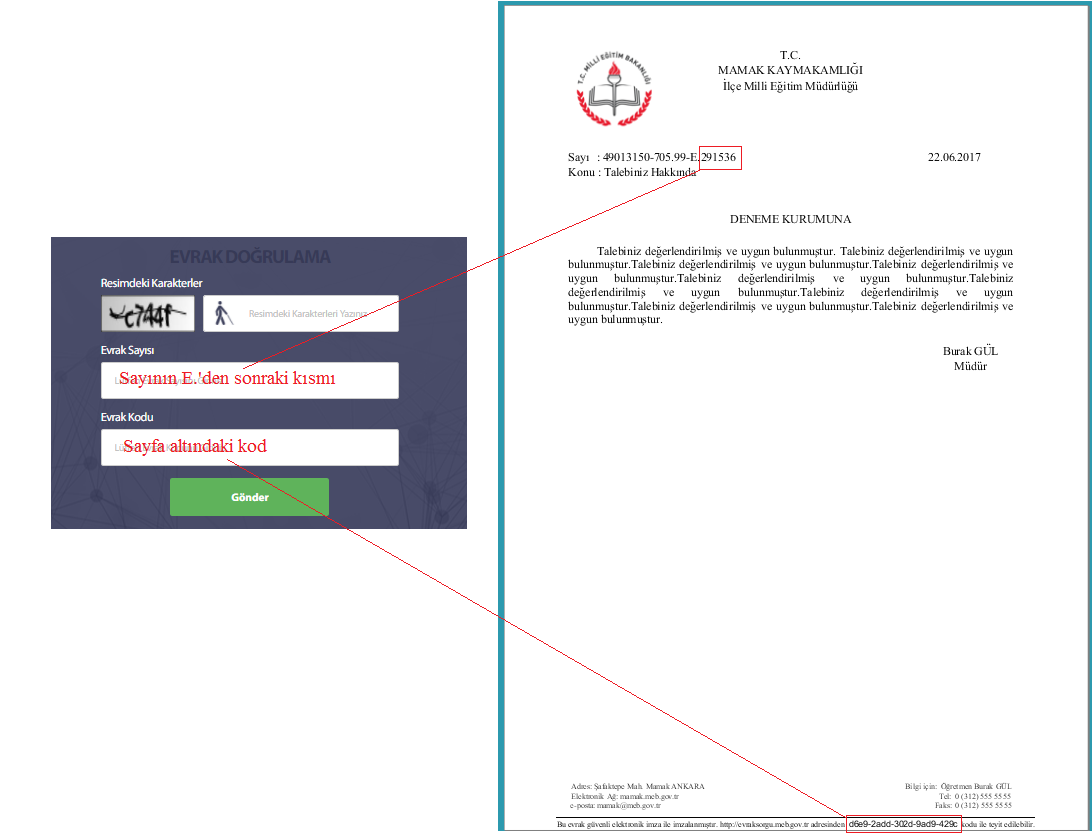 EVRAK DOĞRULAMA
Resimdeki Karakterler
c744f
Resimdeki Karakterleri Yazınız
Evrak Sayısı
Sayının E.'den sonraki kısmı
Evrak Kodu
Sayfa altındaki kod
Gönder
T.C. MİLLİ EĞİTİM BAKANLIĞI
T.C.
MAMAK KAYMAKAMLIĞI
İlçe Milli Eğitim Müdürlüğü
Sayı : 49013150-705.99-E.291536 22.06.2017
Konu : Talebiniz Hakkında
DENEME KURUMUNA
Talebiniz değerlendirilmiş ve uygun bulunmuştur. Talebiniz değerlendirilmiş ve uygun
bulunmuştur.Talebiniz değerlendirilmiş ve uygun bulunmuştur.Talebiniz değerlendirilmiş ve
uygun bulunmuştur.Talebiniz değerlendirilmiş ve uygun bulunmuştur.Talebiniz
değerlendirilmiş ve uygun bulunmuştur.Talebiniz değerlendirilmiş ve uygun
bulunmuştur.Talebiniz değerlendirilmiş ve uygun bulunmuştur.Talebiniz değerlendirilmiş ve
uygun bulunmuştur.
Burak GÜL
Müdür
Adres: Şafaktepe Mah. Mamak ANKARA
Elektronik Ağ: mamak.meb.gov.tr
e-posta: mamak@meb.gov.tr
Bilgi için: Öğretmen Burak GÜL
Tel: 0 (312) 555 55 55
Faks: 0 (312) 555 55 55
Bu evrak güvenli elektronik imza ile imzalanmıştır. http://evraksorgu.meb.gov.tr adresinden d6e9-2add-302d-9ad9-429c kodu ile teyit edilebilir.